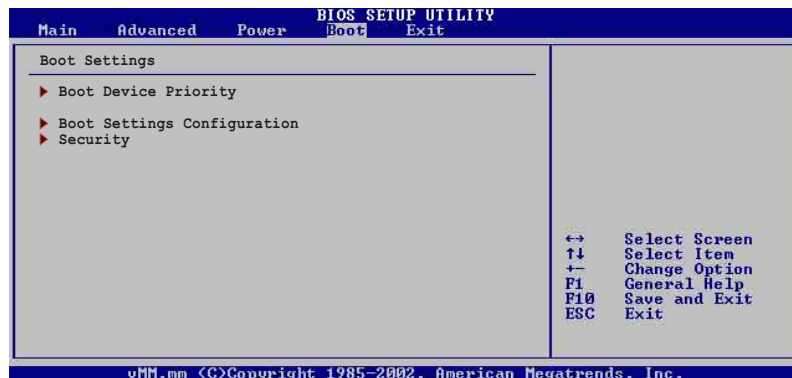 BIOS SETUP UTILITY
Main Advanced Power Boot Exit
Boot Settings
Boot Device Priority
Boot Settings Configuration
Security
↔ Select Screen
↑↓ Select Item
+- Change Option
F1 General Help
F10 Save and Exit
ESC Exit
vMM.mm (C)Copyright 1985-2002, American Megatrends, Inc.